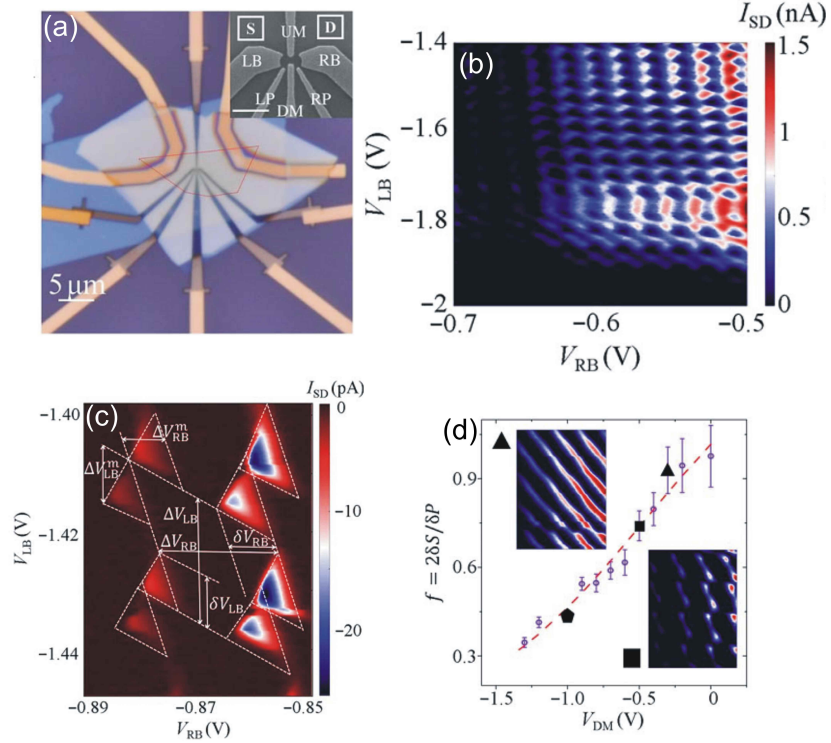 (a)
S
D
UM
LB
RB
LP
DM
RP
5 μm
(b)
I_SD (nA)
1.5
1
0.5
0
-1.4
-1.6
-1.8
-2
V_LB (V)
-0.7
-0.6
-0.5
V_RB (V)
(c)
I_SD (pA)
0
-10
-20
-1.40
-1.42
-1.44
V_LB (V)
ΔV_RB^m
ΔV_LB^m
ΔV_LB
ΔV_RB
δV_RB
δV_LB
-0.89
-0.87
-0.85
V_RB (V)
(d)
f = 2δS/δP
0.9
0.6
0.3
-1.5
-1.0
-0.5
0
V_DM (V)